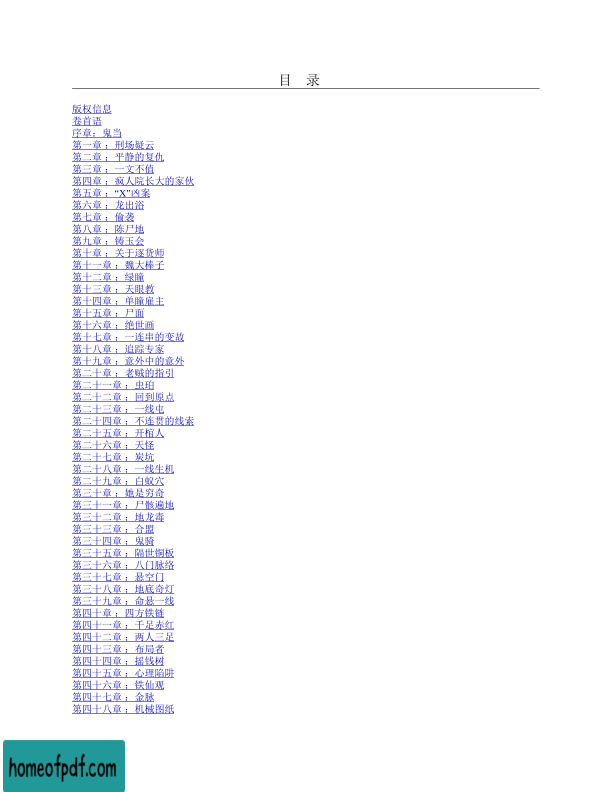 目 录
版权信息
卷首语
序章：鬼当
第一章 ：刑场疑云
第二章 ：平静的复仇
第三章 ：一文不值
第四章 ：疯人院长大的家伙
第五章 ：“X”凶案
第六章 ：龙出浴
第七章 ：偷袭
第八章 ：陈尸地
第九章 ：铸玉会
第十章 ：关于逐货师
第十一章 ：魏大棒子
第十二章 ：绿瞳
第十三章 ：天眼教
第十四章 ：单瞳雇主
第十五章 ：尸面
第十六章 ：绝世画
第十七章 ：一连串的变故
第十八章 ：追踪专家
第十九章 ：意外中的意外
第二十章 ：老贼的指引
第二十一章 ：虫珀
第二十二章 ：回到原点
第二十三章 ：一线屯
第二十四章 ：不连贯的线索
第二十五章 ：开棺人
第二十六章 ：天怪
第二十七章 ：炭坑
第二十八章 ：一线生机
第二十九章 ：白蚁穴
第三十章 ：她是穷奇
第三十一章 ：尸骸遍地
第三十二章 ：地龙毒
第三十三章 ：合盟
第三十四章 ：鬼骑
第三十五章 ：隔世铜板
第三十六章 ：八门脉络
第三十七章 ：悬空门
第三十八章 ：地底奇灯
第三十九章 ：命悬一线
第四十章 ：四方铁链
第四十一章 ：千足赤红
第四十二章 ：两人三足
第四十三章 ：布局者
第四十四章 ：摇钱树
第四十五章 ：心理陷阱
第四十六章 ：铁仙观
第四十七章 ：金脉
第四十八章 ：机械图纸
homeofpdf.com